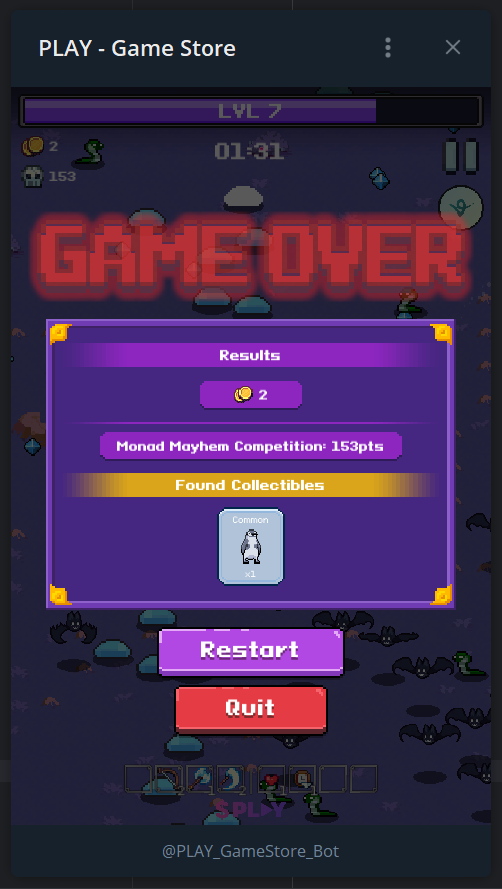 PLAY - Game Store
LVL 7
2
01:31
153
GAME OVER
Results
2
Monad Mayhem Competition: 153pts
Found Collectibles
Common
x1
Restart
Quit
$PLAY
@PLAY_GameStore_Bot